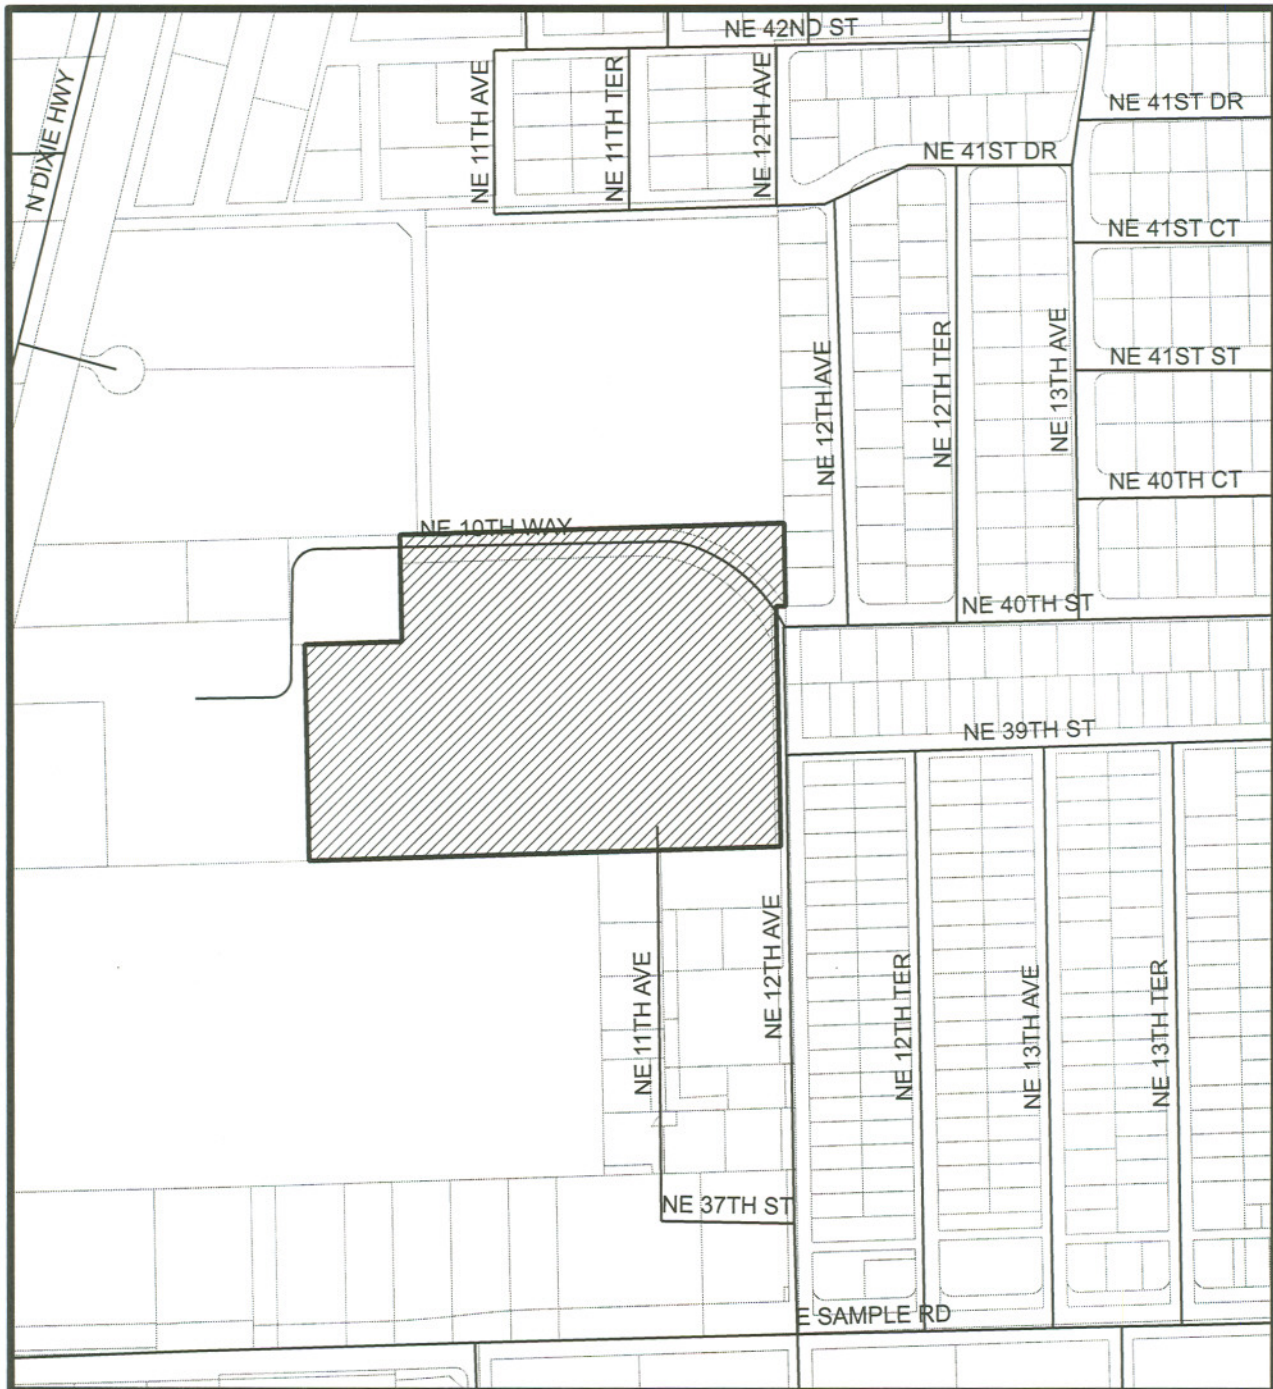 NE 42ND ST
N DIXIE HWY
NE 11TH AVE
NE 11TH TER
NE 12TH AVE
NE 41ST DR
NE 41ST DR
NE 41ST CT
NE 12TH AVE
NE 12TH TER
NE 13TH AVE
NE 41ST ST
NE 40TH CT
NE 10TH WAY
NE 40TH ST
NE 39TH ST
NE 11TH AVE
NE 12TH AVE
NE 12TH TER
NE 13TH AVE
NE 13TH TER
NE 37TH ST
E SAMPLE RD